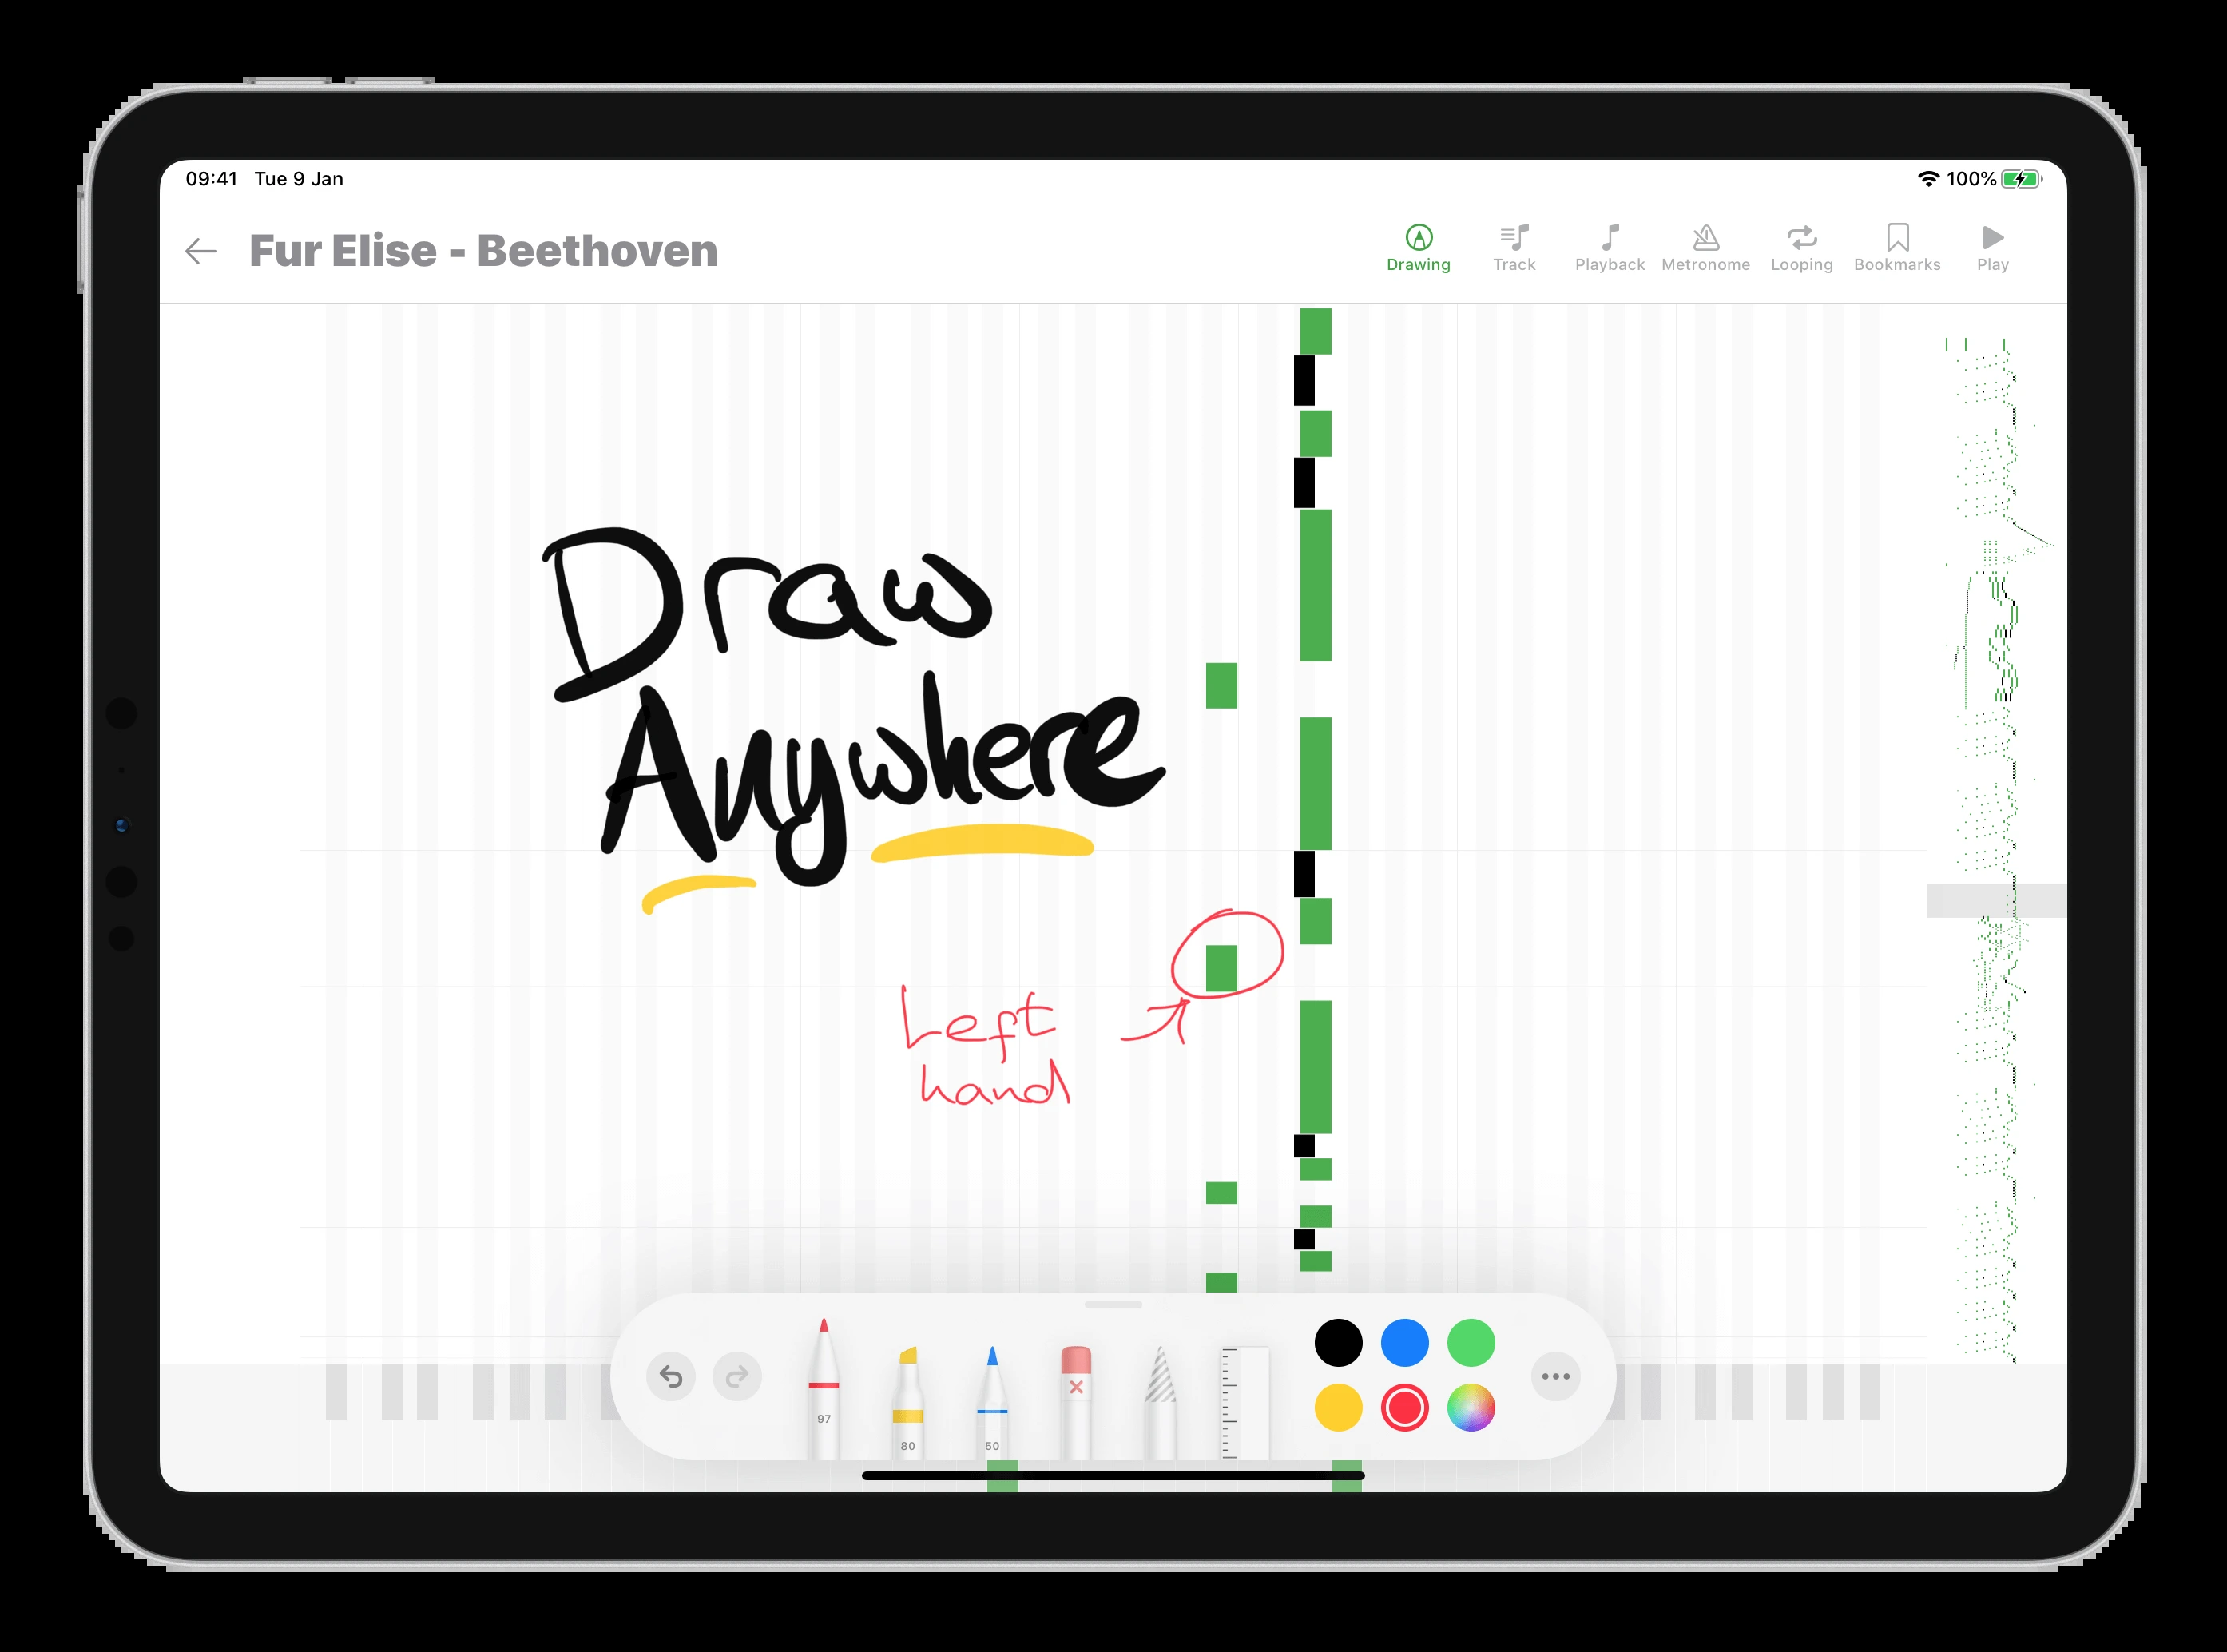 09:41 Tue 9 Jan
100%
Fur Elise - Beethoven
Drawing Track Playback Metronome Looping Bookmarks Play
Draw
Anywhere
Left
hand
97
80
50